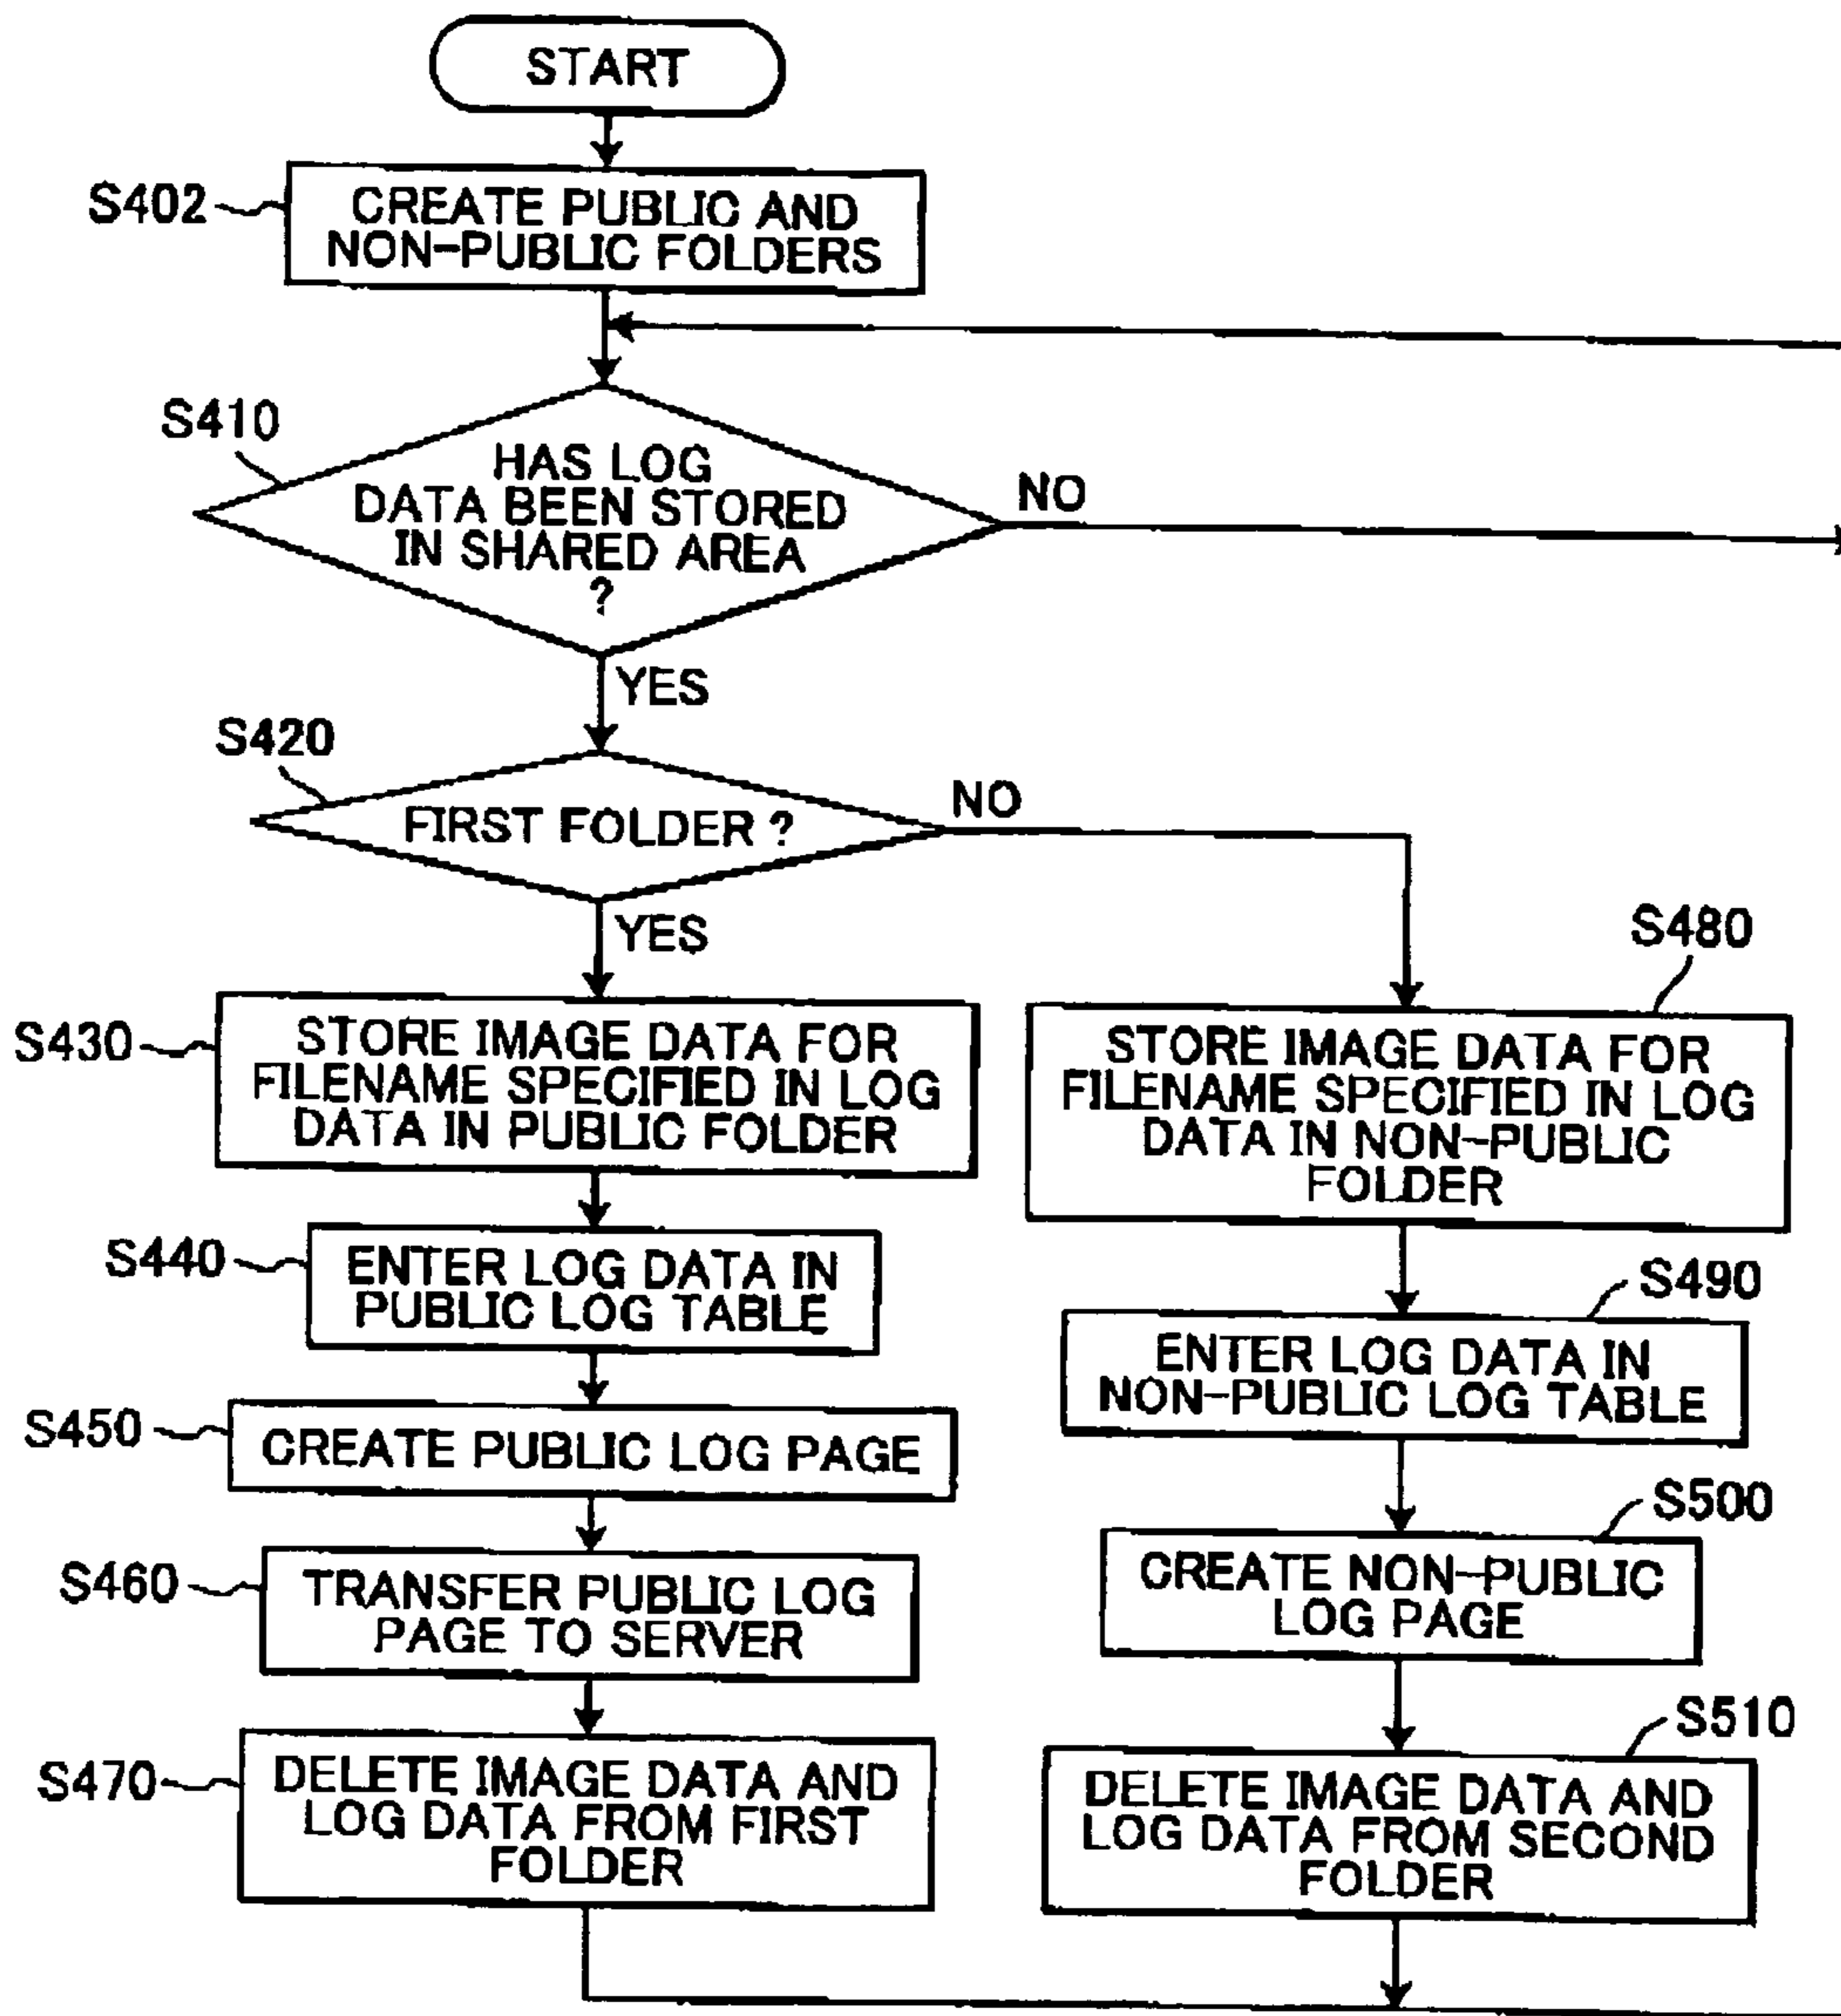 START
S402
CREATE PUBLIC AND
NON-PUBLIC FOLDERS
S410
HAS LOG
DATA BEEN STORED
IN SHARED AREA
?
NO
YES
S420
FIRST FOLDER ?
NO
YES
S430
STORE IMAGE DATA FOR
FILENAME SPECIFIED IN LOG
DATA IN PUBLIC FOLDER
S440
ENTER LOG DATA IN
PUBLIC LOG TABLE
S450
CREATE PUBLIC LOG PAGE
S460
TRANSFER PUBLIC LOG
PAGE TO SERVER
S470
DELETE IMAGE DATA AND
LOG DATA FROM FIRST
FOLDER
S480
STORE IMAGE DATA FOR
FILENAME SPECIFIED IN LOG
DATA IN NON-PUBLIC
FOLDER
S490
ENTER LOG DATA IN
NON-PUBLIC LOG TABLE
S500
CREATE NON-PUBLIC
LOG PAGE
S510
DELETE IMAGE DATA AND
LOG DATA FROM SECOND
FOLDER